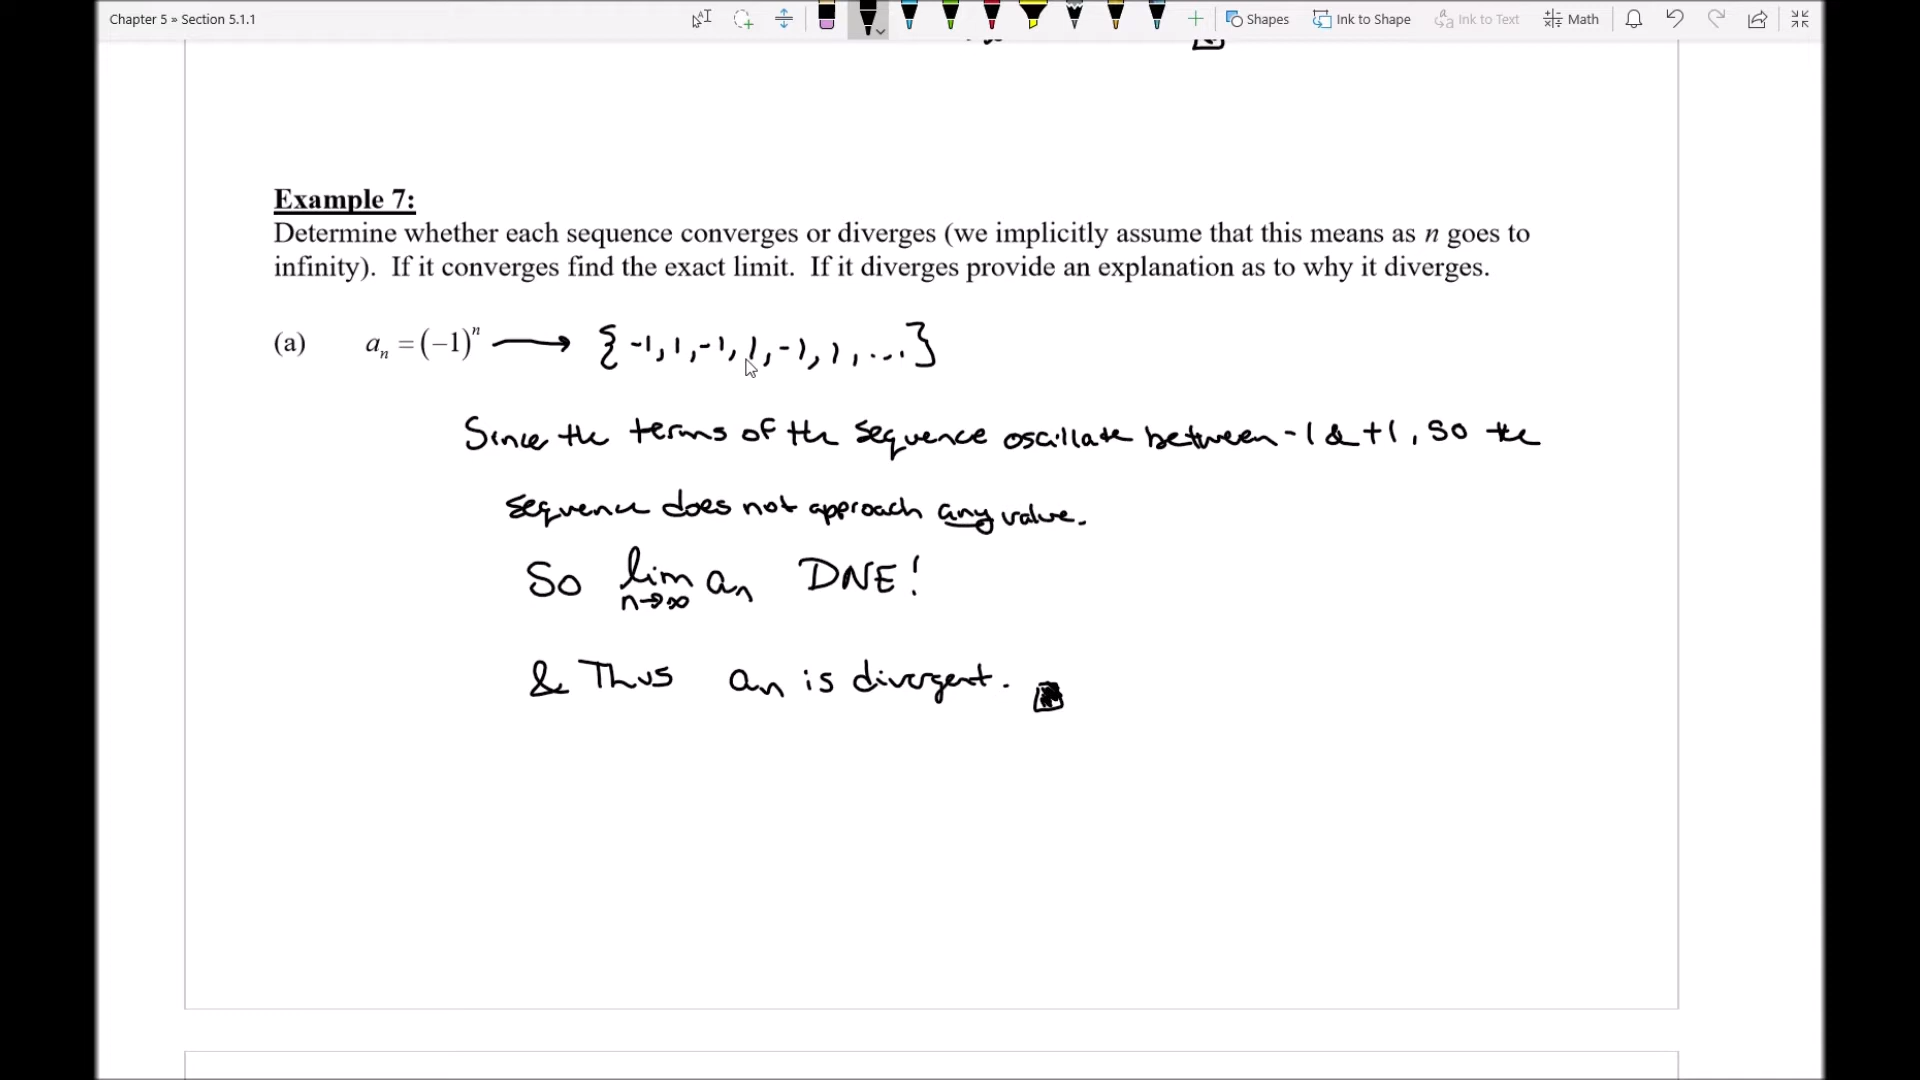 Chapter 5 » Section 5.1.1
Shapes Ink to Shape Ink to Text Math
Example 7:
Determine whether each sequence converges or diverges (we implicitly assume that this means as n goes to
infinity). If it converges find the exact limit. If it diverges provide an explanation as to why it diverges.
(a) aₙ = (−1)ⁿ ⟶ {-1, 1, -1, 1, -1, 1, ...}
Since the terms of the sequence oscillate between -1 & +1, so the
sequence does not approach any value.
So lim aₙ DNE!
n→∞
& Thus aₙ is divergent.